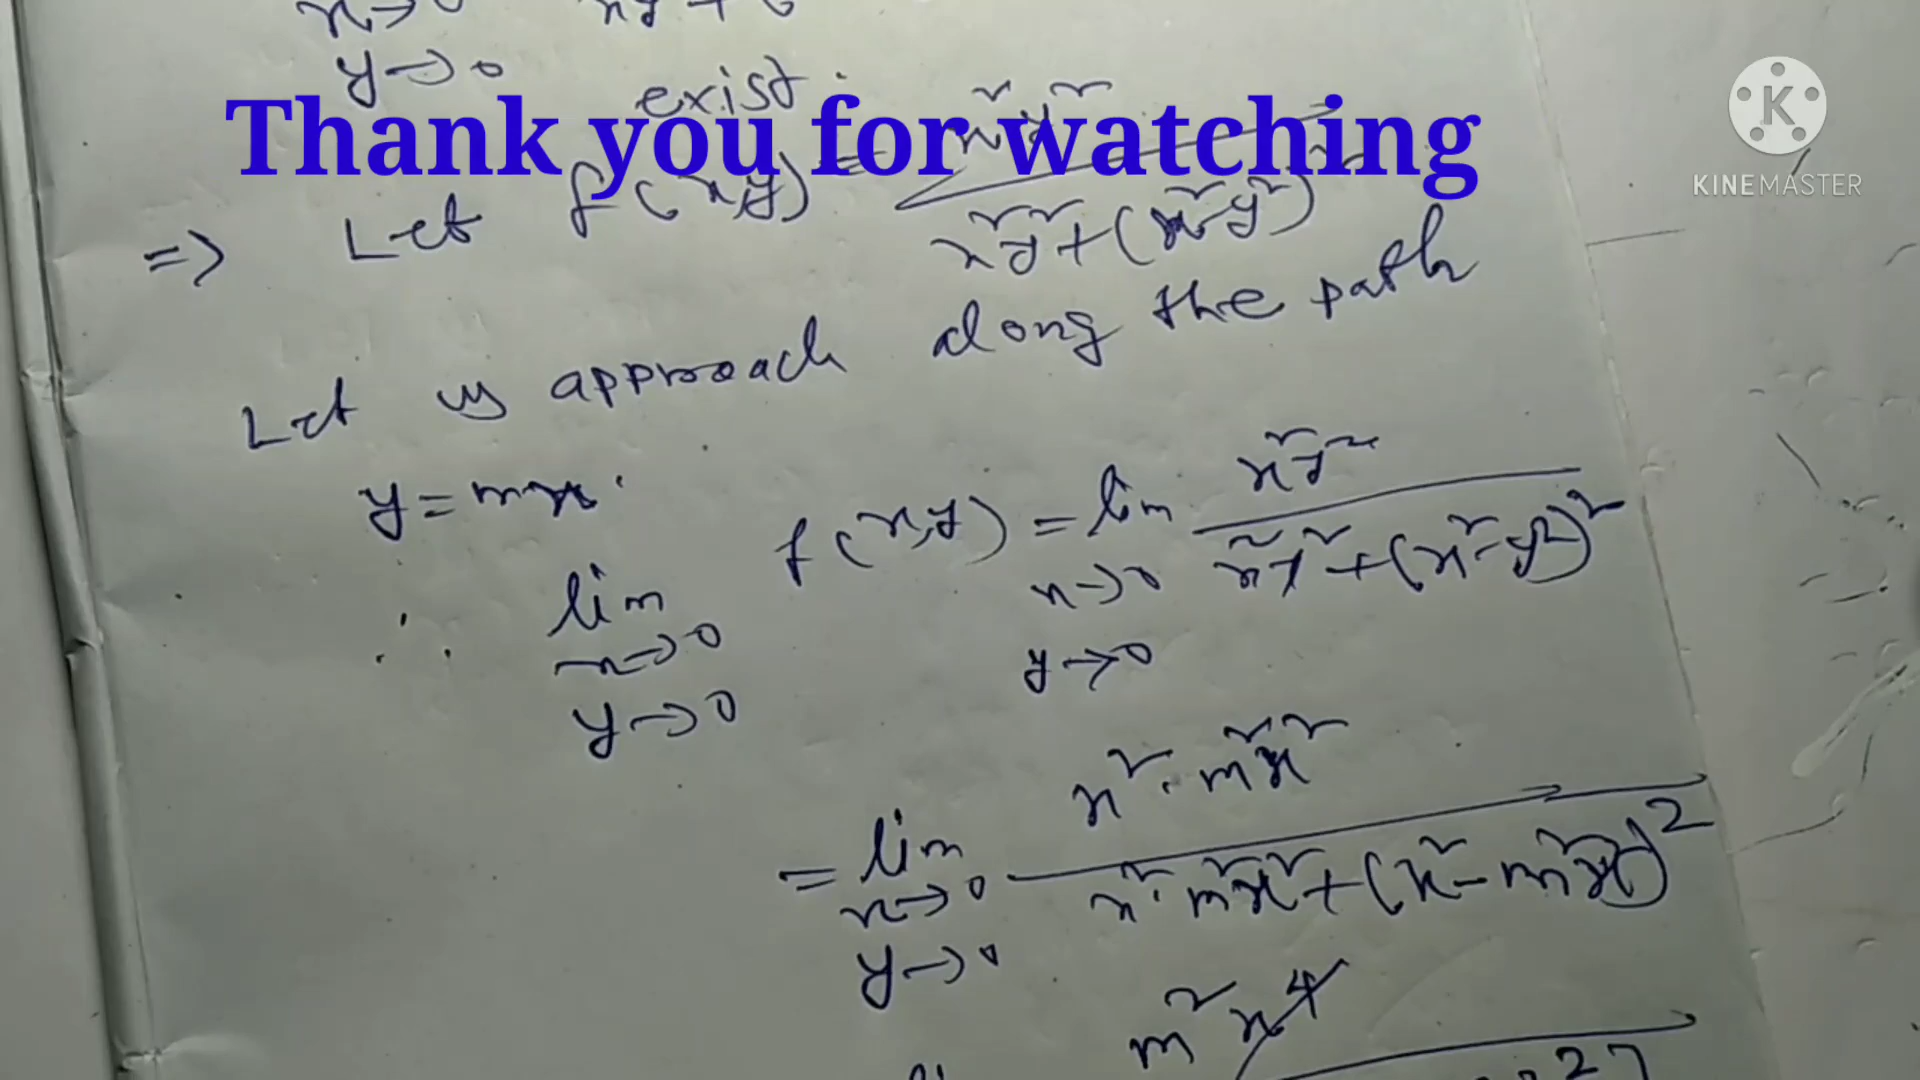 y→0 exist
Thank you for watching
KINEMASTER
=> Let f(x,y) = x²y² / x²y²+(x²-y²)²
Let us approach along the path
y = mx.
∴ lim x→0 y→0 f(x,y) = lim x→0 y→0 x²y² / x²y²+(x²-y²)²
= lim x→0 y→0 x²·m²x² / x²·m²x²+(x²-m²x²)²
m²x⁴